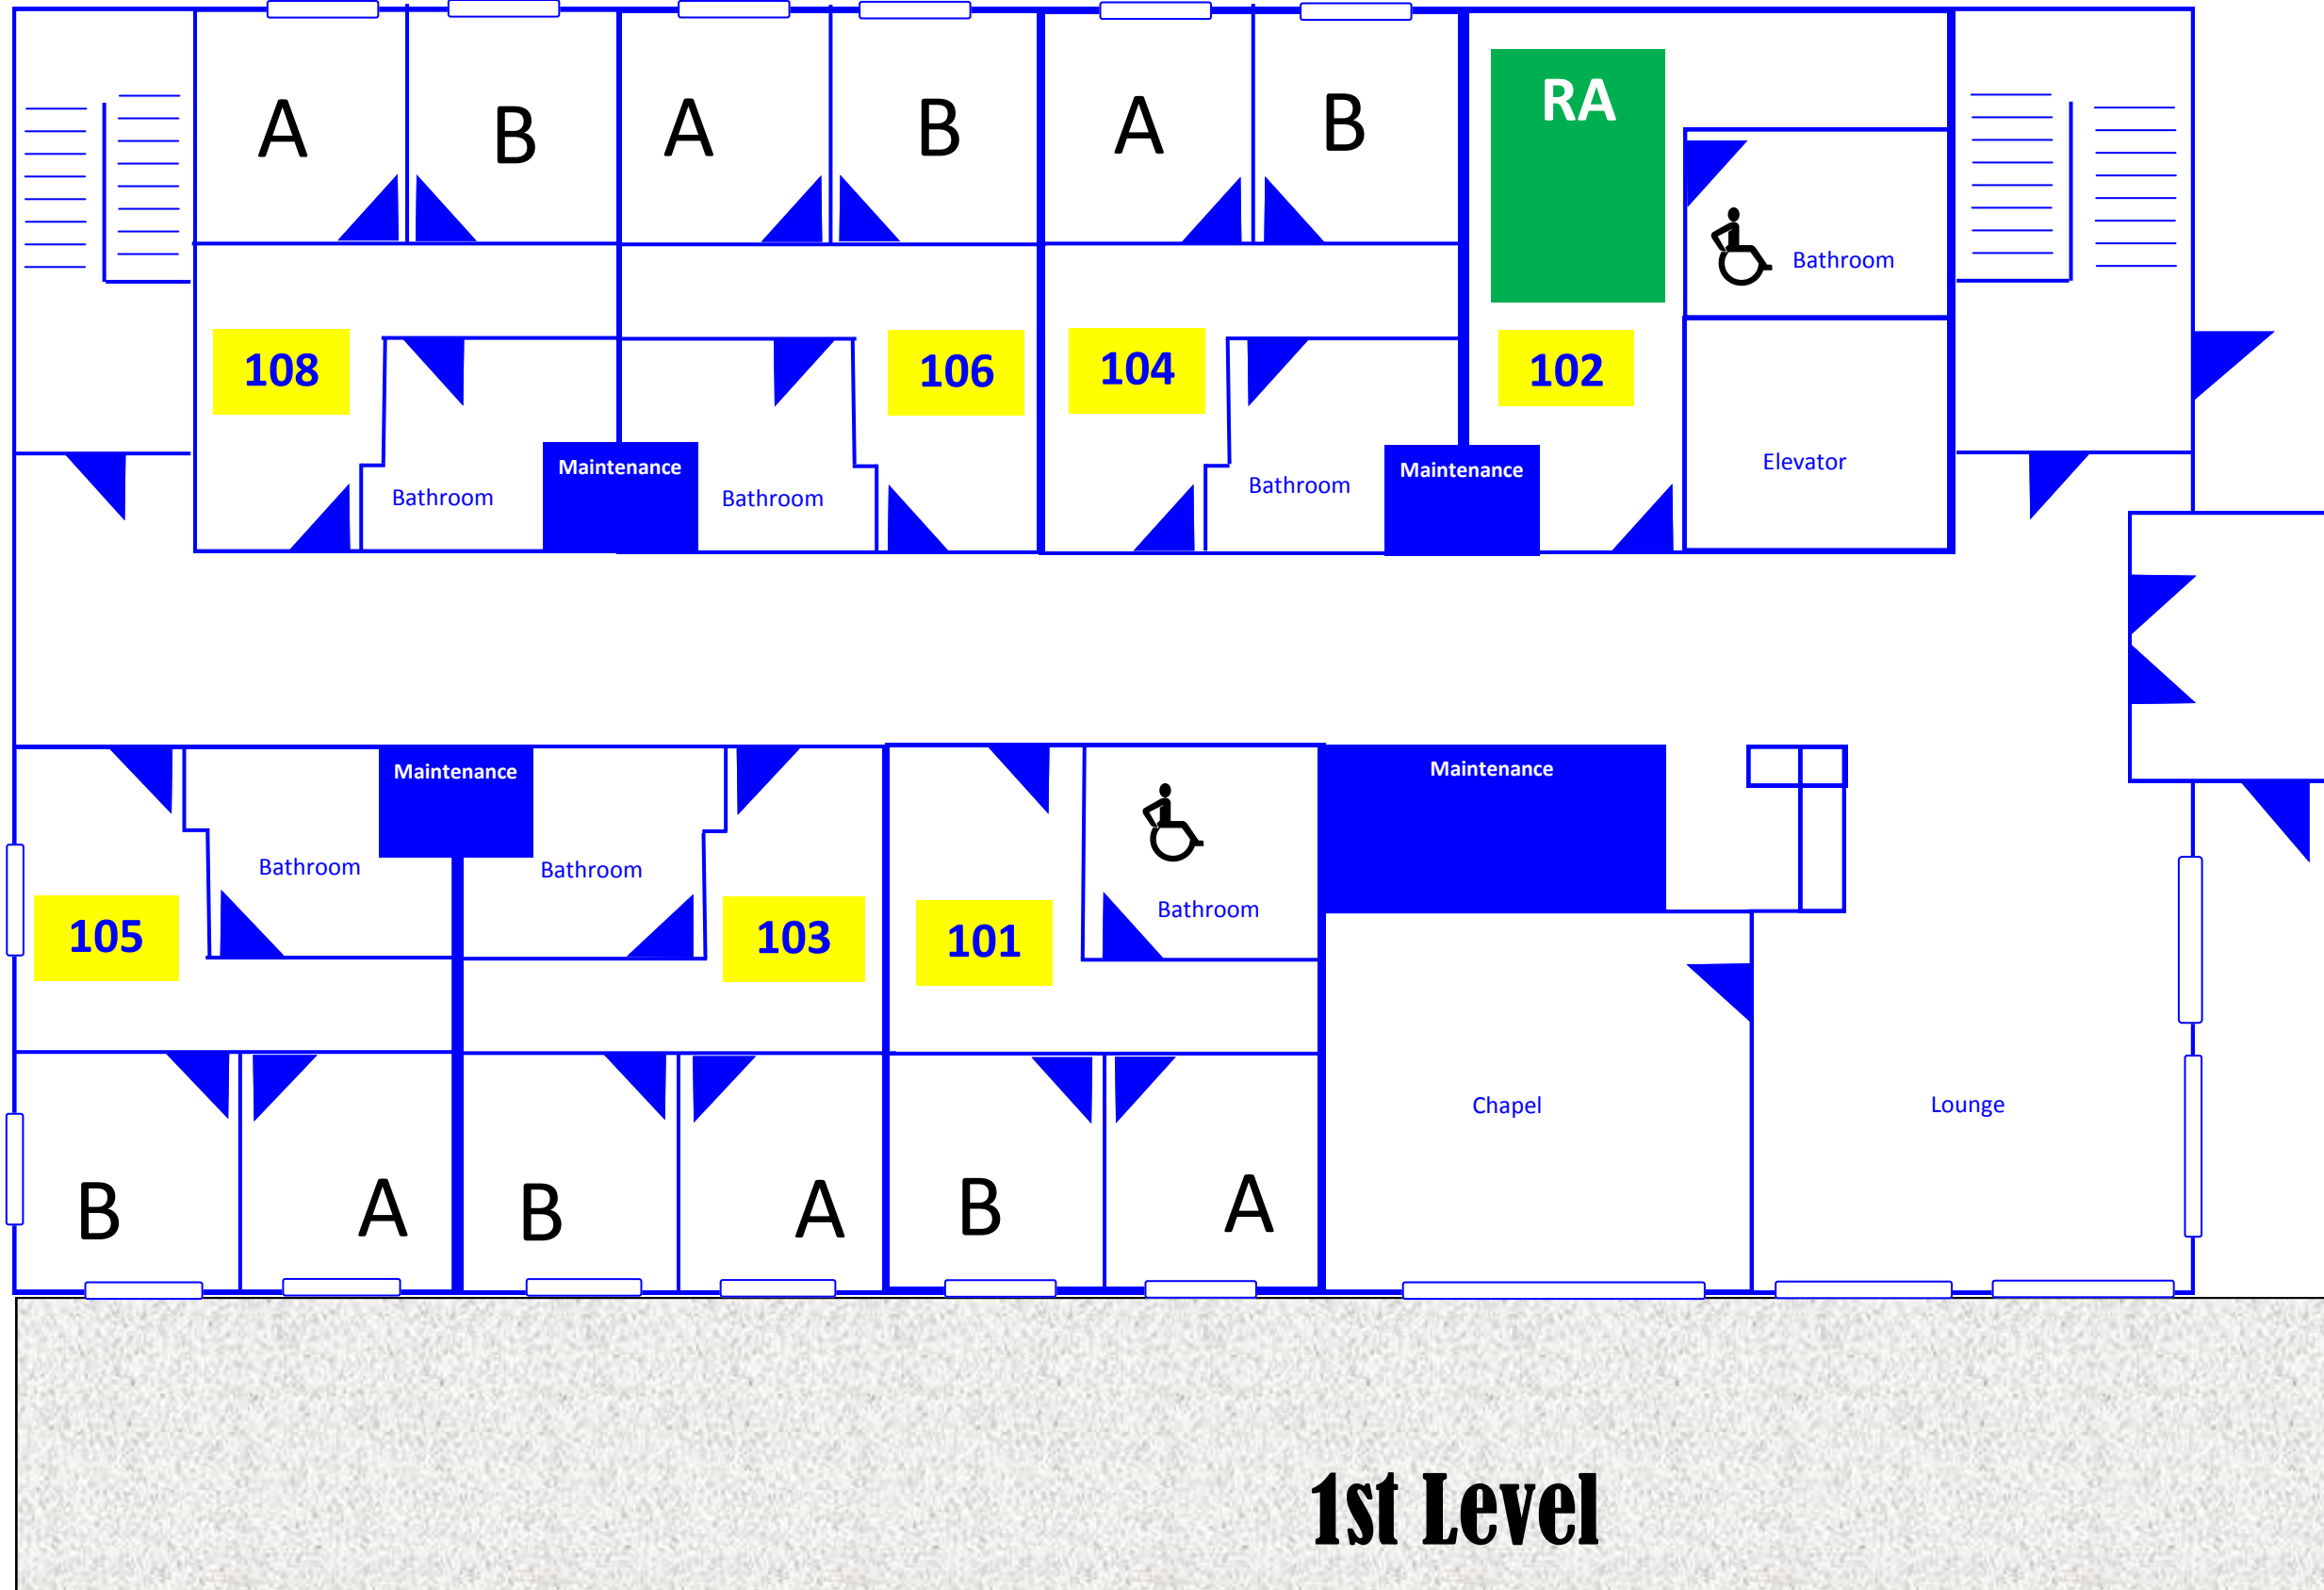 A
B
A
B
A
B
RA
Bathroom
108
106
104
102
Maintenance
Maintenance
Elevator
Bathroom
Bathroom
Bathroom
Maintenance
Maintenance
Bathroom
Bathroom
Bathroom
105
103
101
Chapel
Lounge
B
A
B
A
B
A
1st Level